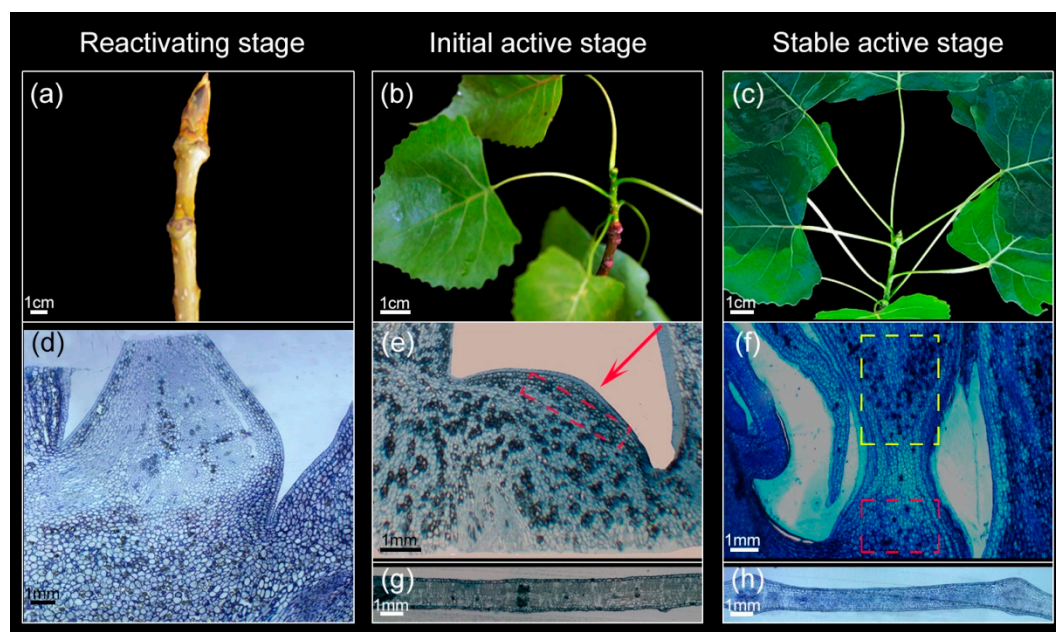 Reactivating stage
Initial active stage
Stable active stage
(a)
(b)
(c)
1cm
1cm
1cm
(d)
(e)
(f)
1mm
1mm
1mm
(g)
(h)
1mm
1mm